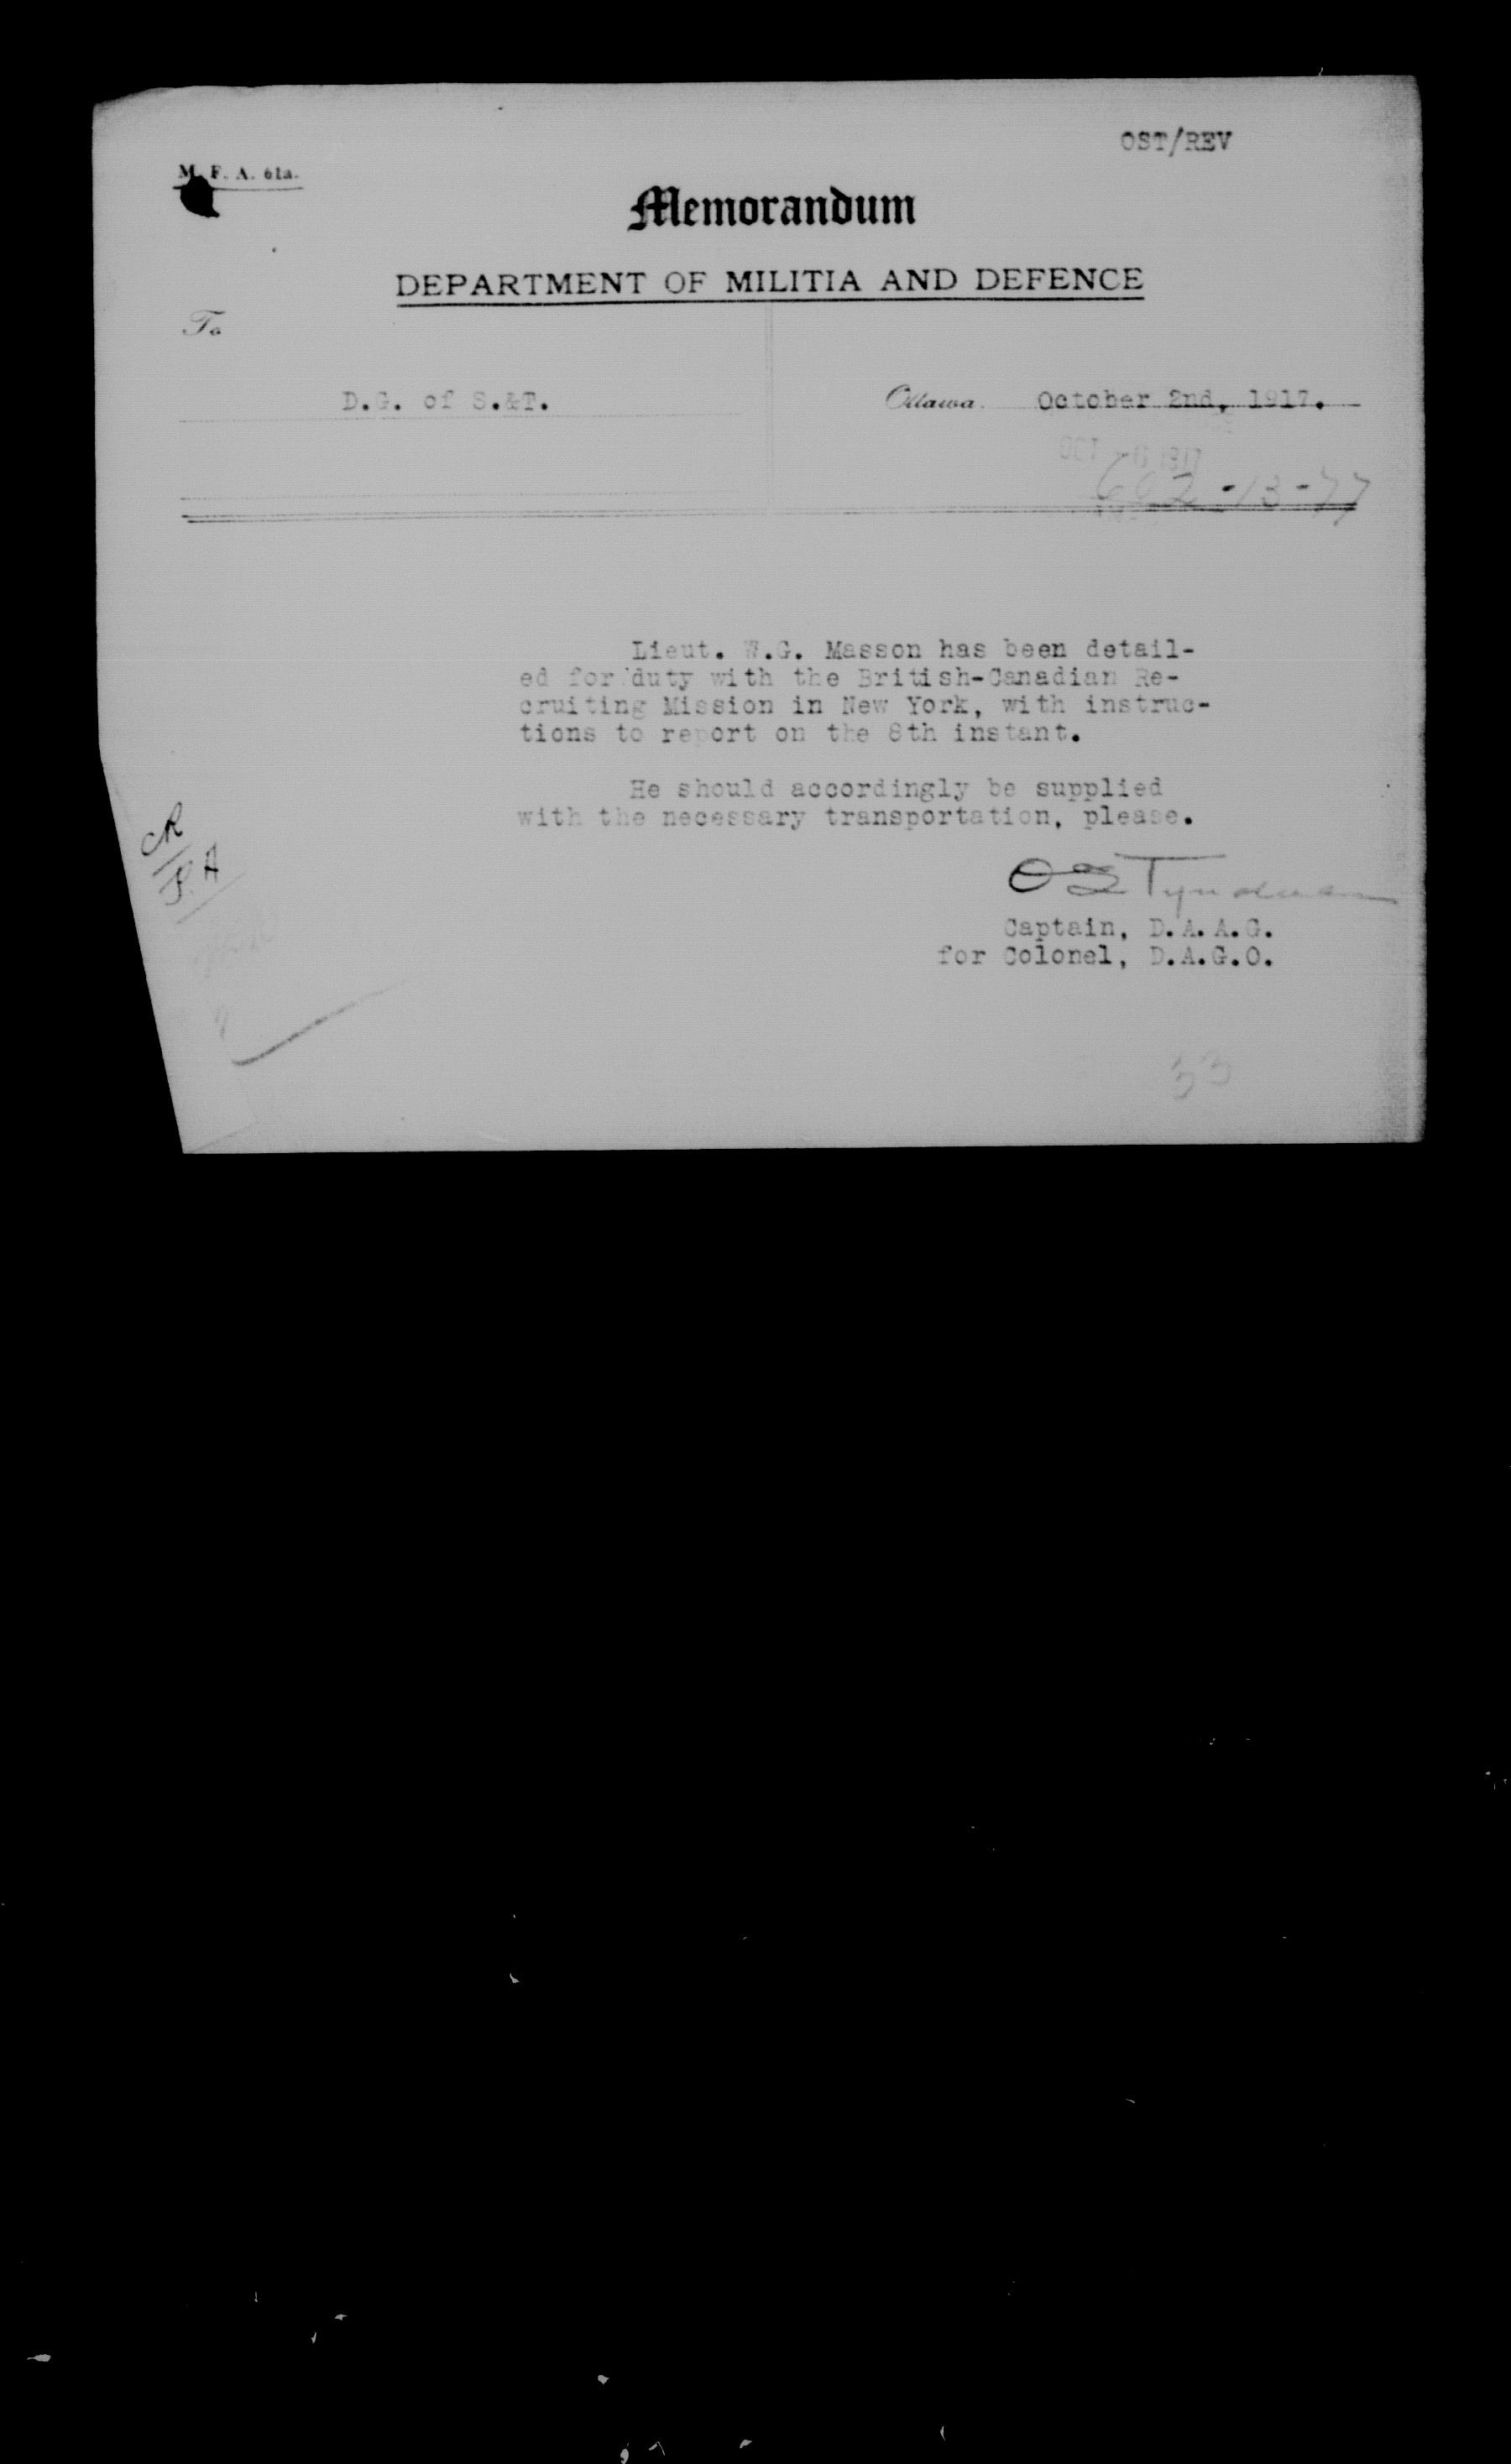 OST/REV
M. F. A. 61a.
Memorandum
DEPARTMENT OF MILITIA AND DEFENCE
To
D.G. of S.&T.
Ottawa. October 2nd, 1917.
OCT 1917
602-13-77
Lieut. W.G. Masson has been detail-
ed for duty with the British-Canadian Re-
cruiting Mission in New York, with instruc-
tions to report on the 8th instant.
He should accordingly be supplied
with the necessary transportation, please.
O S Tyndale
Captain, D.A.A.G.
for Colonel, D.A.G.O.
33